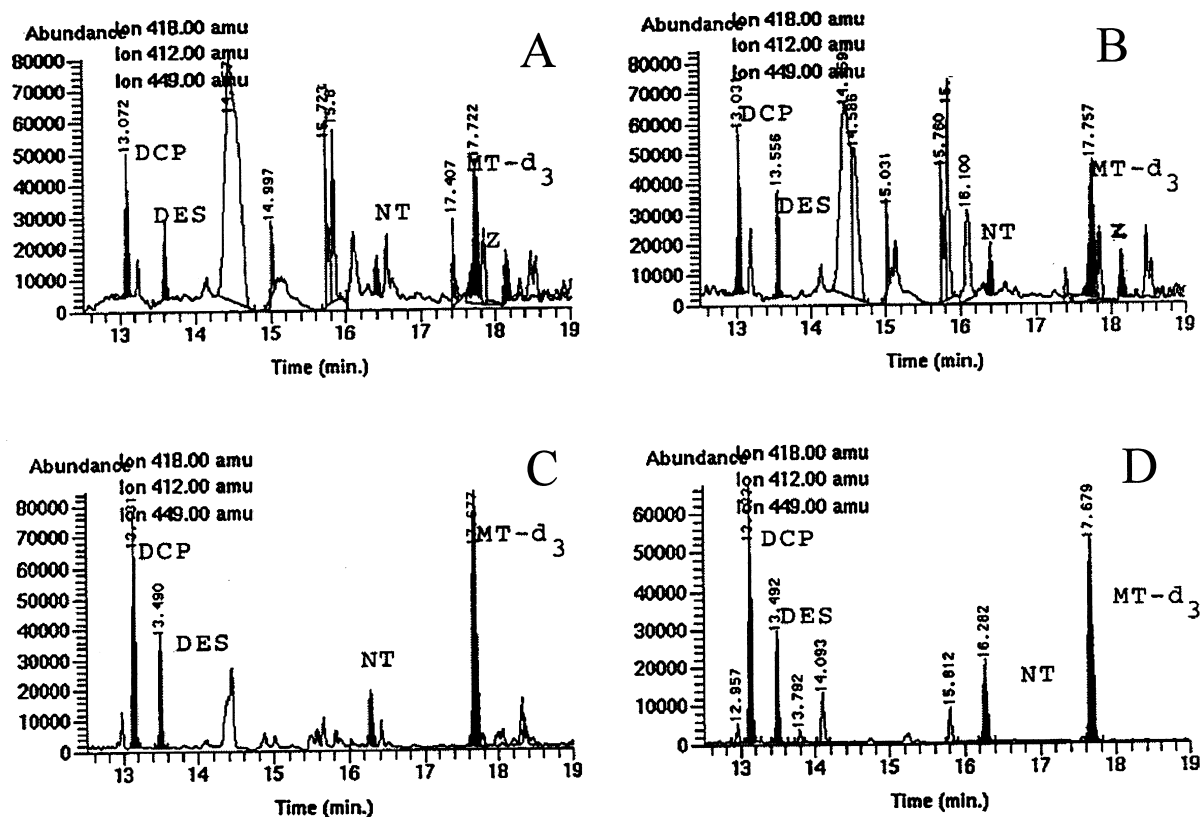 Abundance Ion 418.00 amu
Ion 412.00 amu
Ion 449.00 amu
A
80000
70000
60000
50000
40000
30000
20000
10000
0
13.072
DCP
DES
14.997
15.723
NT
17.407
17.722
MT-d3
Z
13 14 15 16 17 18 19
Time (min.)
Abundance Ion 418.00 amu
Ion 412.00 amu
Ion 449.00 amu
B
80000
70000
60000
50000
40000
30000
20000
10000
0
13.031
DCP
13.556
DES
14.586
15.031
15.760
16.100
NT
17.757
MT-d3
Z
13 14 15 16 17 18 19
Time (min.)
Abundance Ion 418.00 amu
Ion 412.00 amu
Ion 449.00 amu
C
80000
70000
60000
50000
40000
30000
20000
10000
0
DCP
13.490
DES
NT
MT-d3
13 14 15 16 17 18 19
Time (min.)
Abundance Ion 418.00 amu
Ion 412.00 amu
Ion 449.00 amu
D
60000
50000
40000
30000
20000
10000
0
12.957
DCP
13.492
DES
13.792
14.093
15.812
16.282
NT
17.679
MT-d3
13 14 15 16 17 18 19
Time (min.)